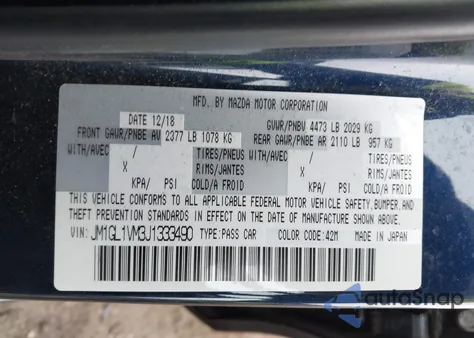 MFD. BY MAZDA MOTOR CORPORATION
DATE 12/18
GVWR/PNBV 4473 LB 2029 KG
FRONT GAWR/PNBE AV 2377 LB 1078 KG
REAR GAWR/PNBE AR 2110 LB 957 KG
WITH/AVEC / TIRES/PNEUS WITH/AVEC / TIRES/PNEUS
X RIMS/JANTES X RIMS/JANTES
KPA/ PSI COLD/A FROID KPA/ PSI COLD/A FROID
THIS VEHICLE CONFORMS TO ALL APPLICABLE FEDERAL MOTOR VEHICLE SAFETY, BUMPER, AND
THEFT PREVENTION STANDARDS IN EFFECT ON THE DATE OF MANUFACTURE SHOWN ABOVE.
VIN: JM1GL1VM3J1333490 TYPE:PASS CAR COLOR CODE:42M MADE IN JAPAN
autoSnap